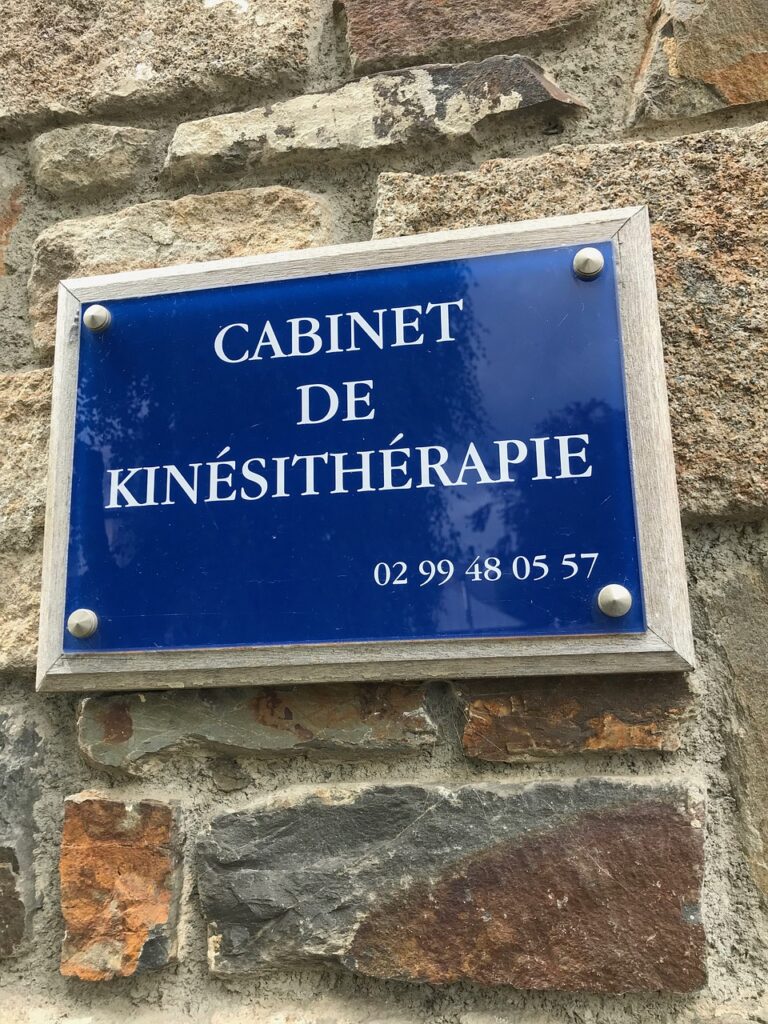 CABINET
DE
KINÉSITHÉRAPIE
02 99 48 05 57